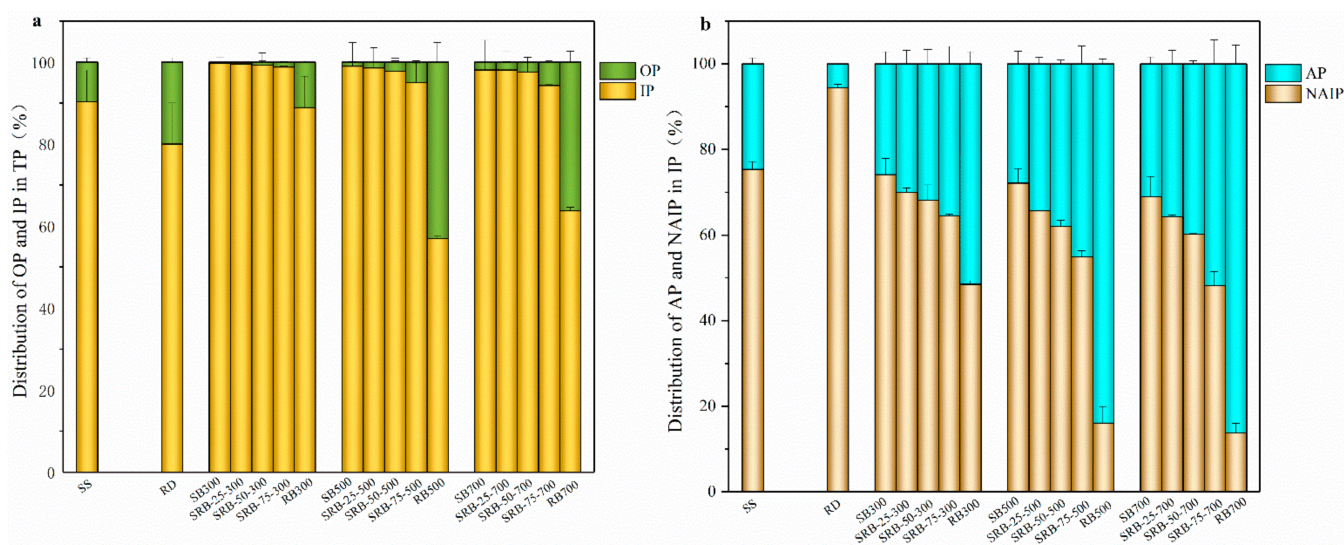 a
Distribution of OP and IP in TP (%)
100
80
60
40
20
0
OP
IP
SS
RD
SB300
SRB-25-300
SRB-50-300
SRB-75-300
RB300
SB500
SRB-25-500
SRB-50-500
SRB-75-500
RB500
SB700
SRB-25-700
SRB-50-700
SRB-75-700
RB700
b
Distribution of AP and NAIP in IP (%)
100
80
60
40
20
0
AP
NAIP
SS
RD
SB300
SRB-25-300
SRB-50-300
SRB-75-300
RB300
SB500
SRB-25-500
SRB-50-500
SRB-75-500
RB500
SB700
SRB-25-700
SRB-50-700
SRB-75-700
RB700